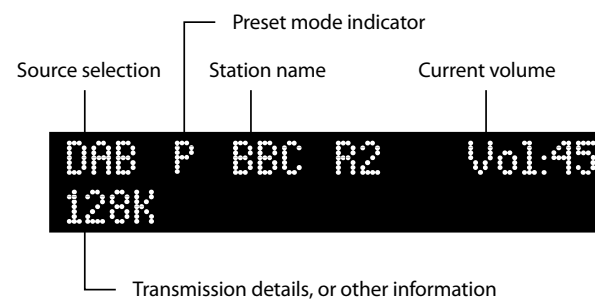 Preset mode indicator
Source selection Station name Current volume
DAB P BBC R2 Vol:45
128K
Transmission details, or other information